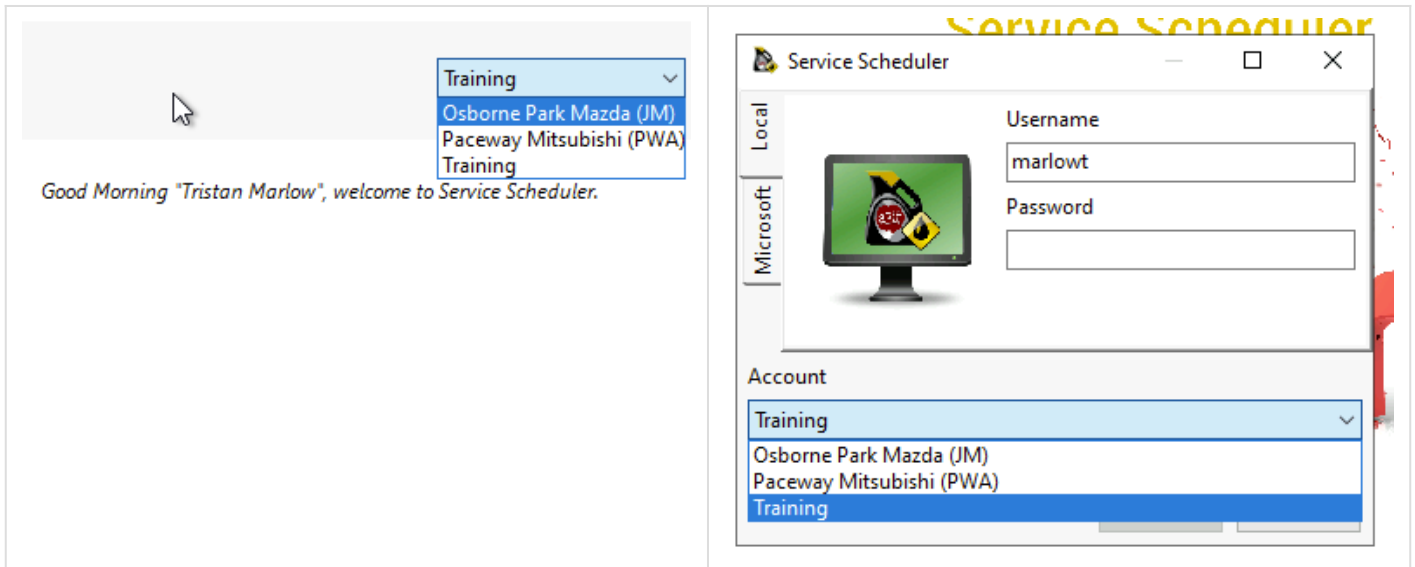 Training
Osborne Park Mazda (JM)
Paceway Mitsubishi (PWA)
Training
Good Morning "Tristan Marlow", welcome to Service Scheduler.
Service Scheduler
Service Scheduler
Local
Microsoft
Username
marlowt
Password
Account
Training
Osborne Park Mazda (JM)
Paceway Mitsubishi (PWA)
Training